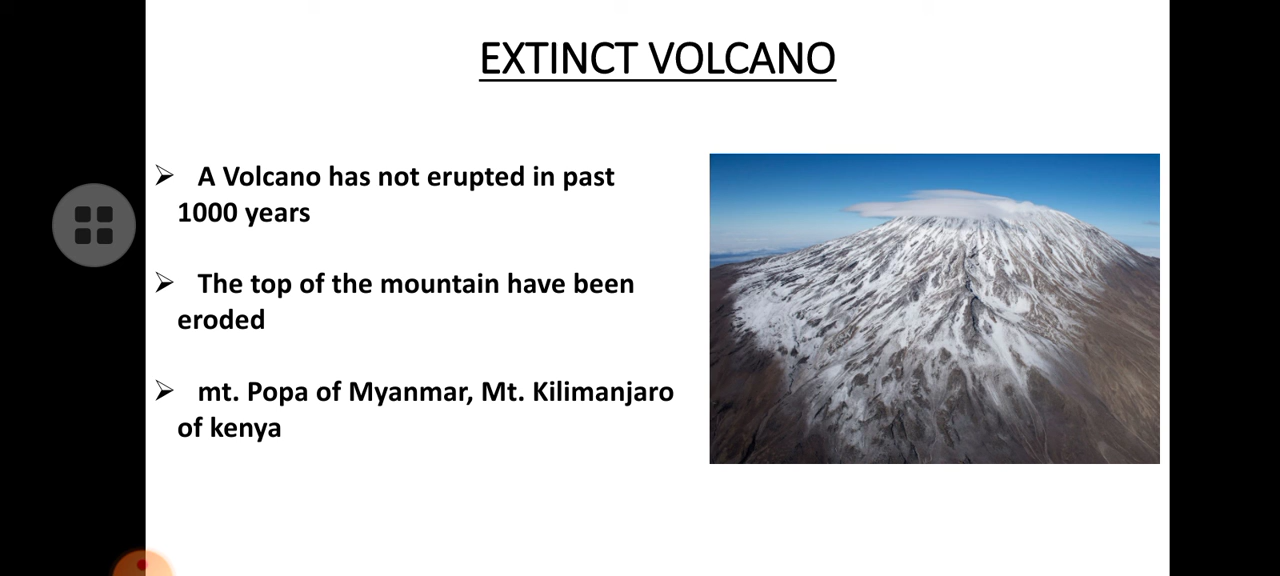 EXTINCT VOLCANO
➢ A Volcano has not erupted in past
1000 years
➢ The top of the mountain have been
eroded
➢ mt. Popa of Myanmar, Mt. Kilimanjaro
of kenya